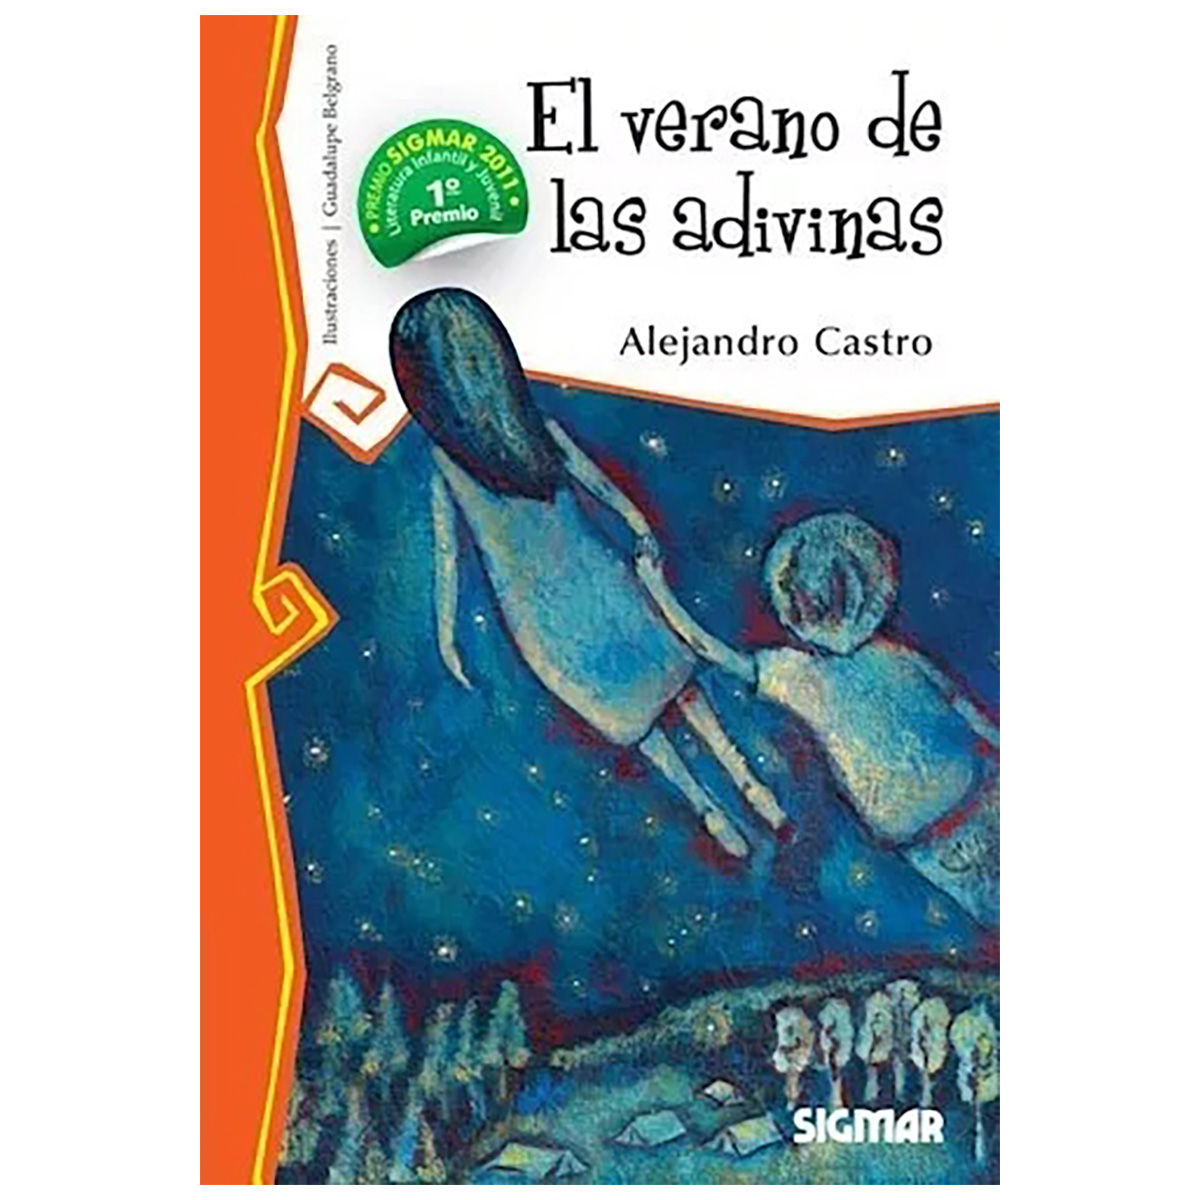 El verano de
las adivinas
Alejandro Castro
Ilustraciones | Guadalupe Belgrano
• PREMIO SIGMAR 2011 •
Literatura Infantil y Juvenil
1º
Premio
SIGMAR